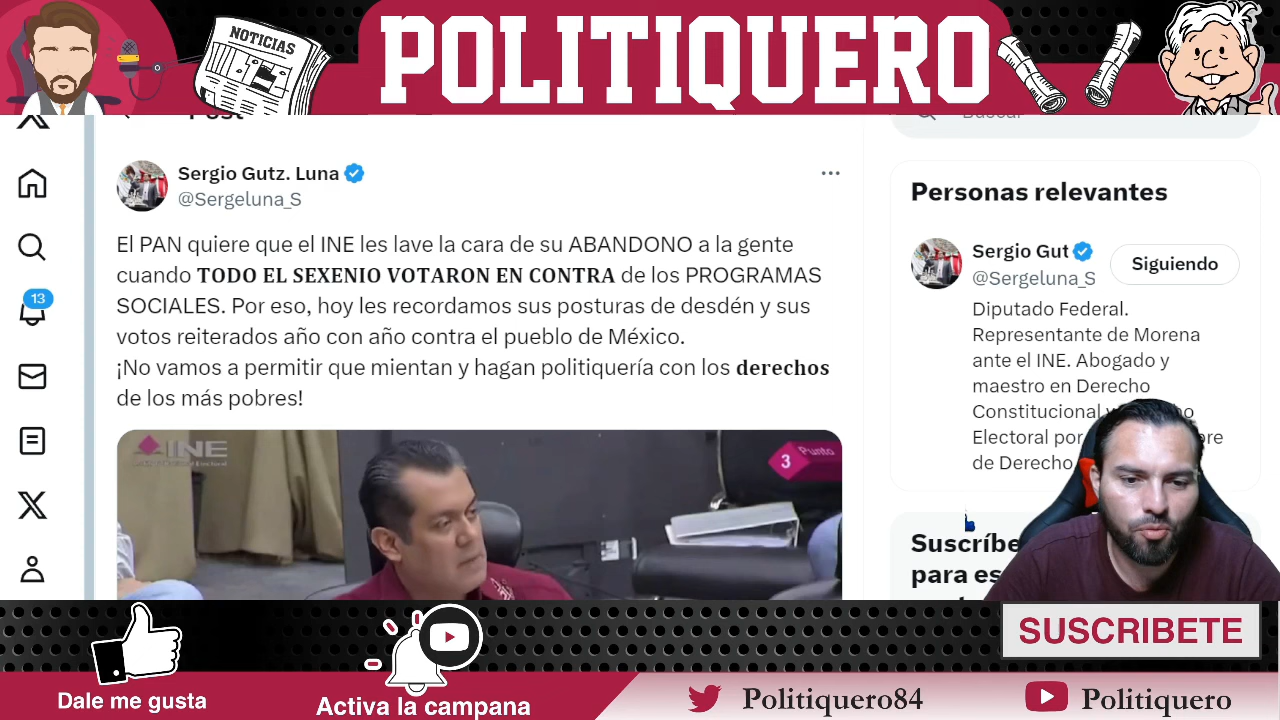 NOTICIAS
POLITIQUERO
Post
Buscar
Sergio Gutz. Luna
@Sergeluna_S
El PAN quiere que el INE les lave la cara de su ABANDONO a la gente
cuando TODO EL SEXENIO VOTARON EN CONTRA de los PROGRAMAS
SOCIALES. Por eso, hoy les recordamos sus posturas de desdén y sus
votos reiterados año con año contra el pueblo de México.
¡No vamos a permitir que mientan y hagan politiquería con los derechos
de los más pobres!
INE
3 Punto
13
Personas relevantes
Sergio Gut
@Sergeluna_S
Siguiendo
Diputado Federal.
Representante de Morena
ante el INE. Abogado y
maestro en Derecho
Constitucional y
Electoral por
de Derecho
Suscríbe
para es
SUSCRIBETE
Dale me gusta
Activa la campana
Politiquero84
Politiquero